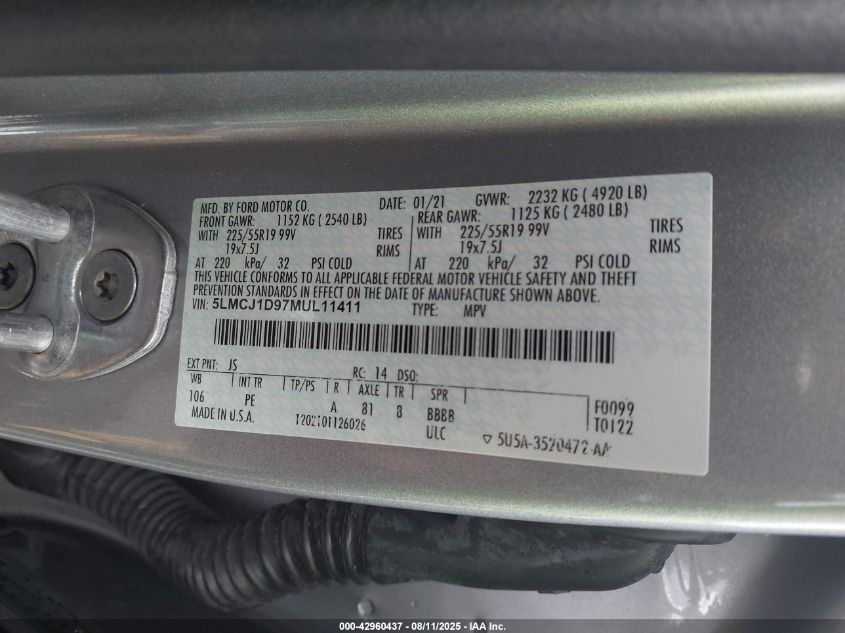 MFD. BY FORD MOTOR CO. DATE: 01/21 GVWR: 2232 KG ( 4920 LB)
FRONT GAWR: 1152 KG ( 2540 LB) REAR GAWR: 1125 KG ( 2480 LB)
WITH 225/55R19 99V TIRES WITH 225/55R19 99V TIRES
19x7.5J RIMS 19x7.5J RIMS
AT 220 kPa/ 32 PSI COLD AT 220 kPa/ 32 PSI COLD
THIS VEHICLE CONFORMS TO ALL APPLICABLE FEDERAL MOTOR VEHICLE SAFETY AND THEFT
PREVENTION STANDARDS IN EFFECT ON THE DATE OF MANUFACTURE SHOWN ABOVE.
VIN: 5LMCJ1D97MUL11411 TYPE: MPV
EXT PNT: JS RC: 14 DSO:
WB INT TR TP/PS R AXLE TR SPR
106 PE A 81 8 BBBB F0099
MADE IN U.S.A. T0122
ULC
000-42960437 - 08/11/2025 - IAA Inc.